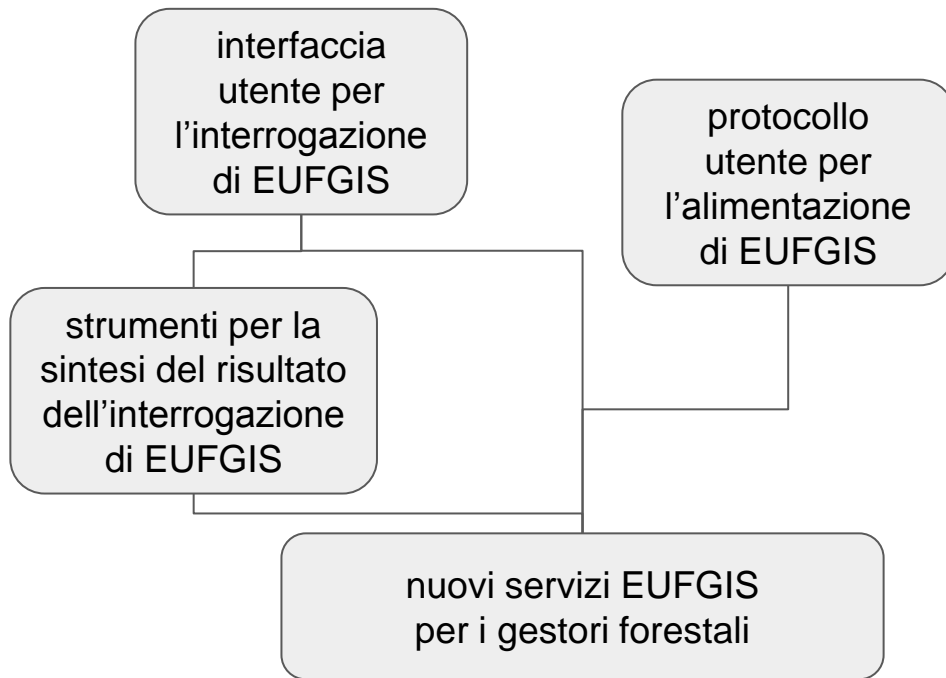 interfaccia
utente per
l’interrogazione
di EUFGIS
protocollo
utente per
l’alimentazione
di EUFGIS
strumenti per la
sintesi del risultato
dell’interrogazione
di EUFGIS
nuovi servizi EUFGIS
per i gestori forestali